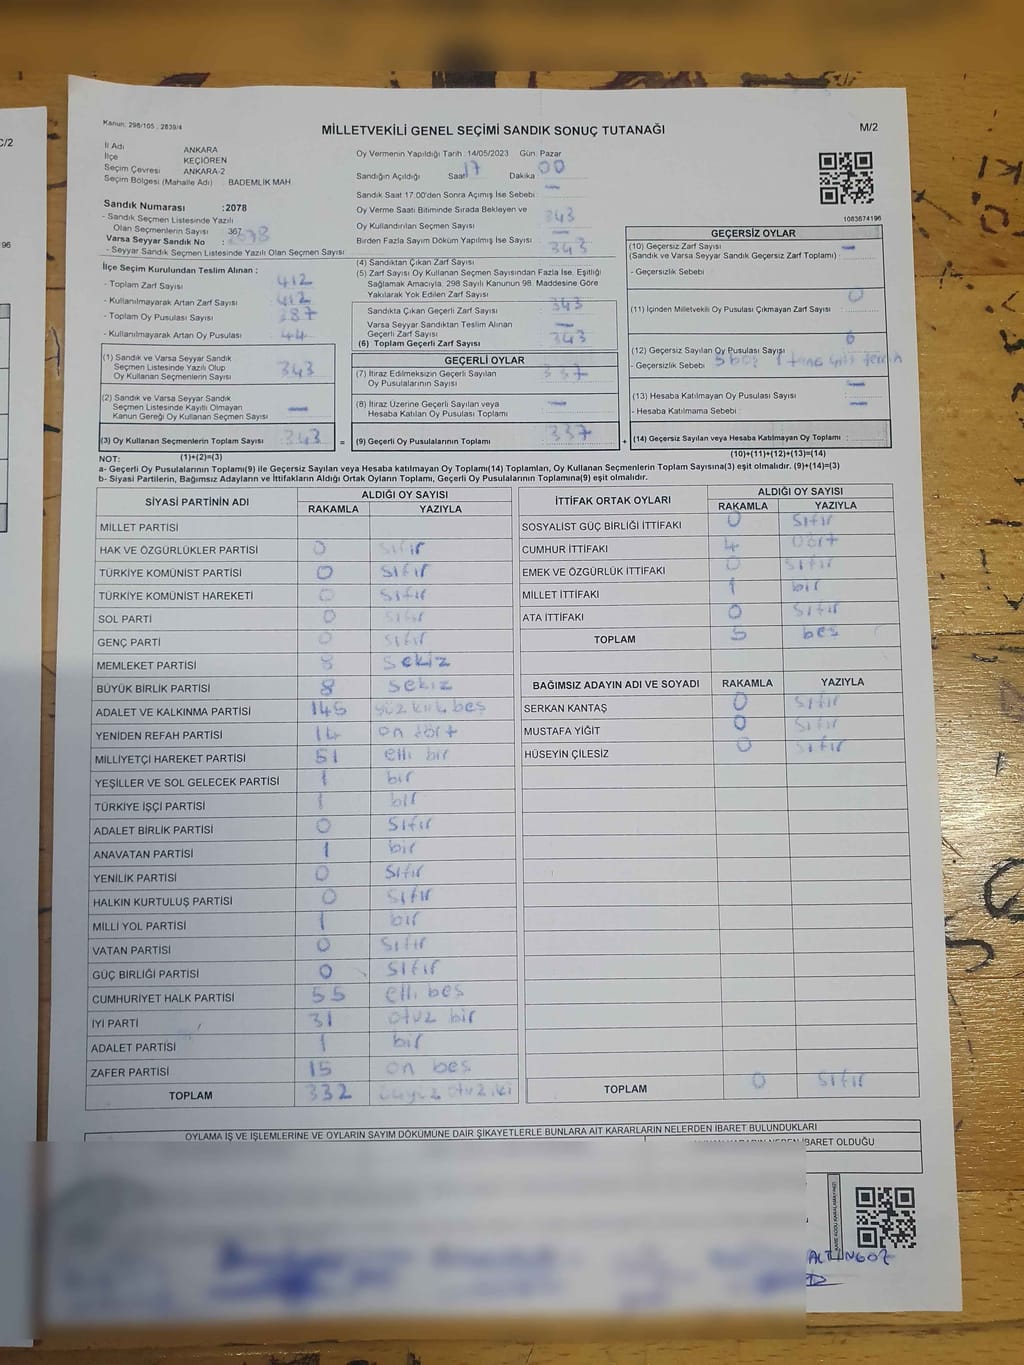 C/2
96
Kanun: 298/105 , 2839/4
MİLLETVEKİLİ GENEL SEÇİMİ SANDIK SONUÇ TUTANAĞI
M/2
İl Adı ANKARA
İlçe KEÇİÖREN
Seçim Çevresi ANKARA-2
Seçim Bölgesi (Mahalle Adı) : BADEMLİK MAH.
Sandık Numarası :2078
- Sandık Seçmen Listesinde Yazılı
Olan Seçmenlerin Sayısı : 367
Varsa Seyyar Sandık No :
- Seyyar Sandık Seçmen Listesinde Yazılı Olan Seçmen Sayısı
İlçe Seçim Kurulundan Teslim Alınan :
- Toplam Zarf Sayısı : 412
- Kullanılmayarak Artan Zarf Sayısı : 412
- Toplam Oy Pusulası Sayısı : 387
- Kullanılmayarak Artan Oy Pusulası : 44
(1) Sandık ve Varsa Seyyar Sandık
Seçmen Listesinde Yazılı Olup
Oy Kullanan Seçmenlerin Sayısı : 343
(2) Sandık ve Varsa Seyyar Sandık
Seçmen Listesinde Kayıtlı Olmayan
Kanun Gereği Oy Kullanan Seçmen Sayısı : —
(3) Oy Kullanan Seçmenlerin Toplam Sayısı : 343 =
Oy Vermenin Yapıldığı Tarih :14/05/2023 Gün: Pazar
Sandığın Açıldığı Saat 17 Dakika 00
Sandık Saat 17:00'den Sonra Açımış İse Sebebi : —
Oy Verme Saati Bitiminde Sırada Bekleyen ve
Oy Kullandırılan Seçmen Sayısı : 343
Birden Fazla Sayım Döküm Yapılmış İse Sayısı : —
(4) Sandıktan Çıkan Zarf Sayısı : 343
(5) Zarf Sayısı Oy Kullanan Seçmen Sayısından Fazla İse, Eşitliği
Sağlamak Amacıyla, 298 Sayılı Kanunun 98. Maddesine Göre
Yakılarak Yok Edilen Zarf Sayısı
Sandıkta Çıkan Geçerli Zarf Sayısı : 343
Varsa Seyyar Sandıktan Teslim Alınan
Geçerli Zarf Sayısı : —
(6) Toplam Geçerli Zarf Sayısı : 343
GEÇERLİ OYLAR
(7) İtiraz Edilmeksizin Geçerli Sayılan
Oy Pusulalarının Sayısı : 337
(8) İtiraz Üzerine Geçerli Sayılan veya
Hesaba Katılan Oy Pusulası Toplamı : —
(9) Geçerli Oy Pusulalarının Toplamı : 337 +
1083674196
GEÇERSİZ OYLAR
(10) Geçersiz Zarf Sayısı : —
(Sandık ve Varsa Seyyar Sandık Geçersiz Zarf Toplamı) :
- Geçersizlik Sebebi
(11) İçinden Milletvekili Oy Pusulası Çıkmayan Zarf Sayısı : 0
(12) Geçersiz Sayılan Oy Pusulası Sayısı : 6
- Geçersizlik Sebebi : 5 boş 1 tane
(13) Hesaba Katılmayan Oy Pusulası Sayısı : —
- Hesaba Katılmama Sebebi : —
(14) Geçersiz Sayılan veya Hesaba Katılmayan Oy Toplamı :
NOT: (1)+(2)=(3) (10)+(11)+(12)+(13)=(14)
a- Geçerli Oy Pusulalarının Toplamı(9) ile Geçersiz Sayılan veya Hesaba katılmayan Oy Toplamı(14) Toplamları, Oy Kullanan Seçmenlerin Toplam Sayısına(3) eşit olmalıdır. (9)+(14)=(3)
b- Siyasi Partilerin, Bağımsız Adayların ve İttifakların Aldığı Ortak Oyların Toplamı, Geçerli Oy Pusulalarının Toplamına(9) eşit olmalıdır.
SİYASİ PARTİNİN ADI ALDIĞI OY SAYISI
RAKAMLA YAZIYLA
MİLLET PARTİSİ
HAK VE ÖZGÜRLÜKLER PARTİSİ 0 sıfır
TÜRKİYE KOMÜNİST PARTİSİ 0 sıfır
TÜRKİYE KOMÜNİST HAREKETİ 0 sıfır
SOL PARTİ 0 sıfır
GENÇ PARTİ 0 sıfır
MEMLEKET PARTİSİ 8 sekiz
BÜYÜK BİRLİK PARTİSİ 8 sekiz
ADALET VE KALKINMA PARTİSİ 145 yüz kırk beş
YENİDEN REFAH PARTİSİ 14 on dört
MİLLİYETÇİ HAREKET PARTİSİ 51 elli bir
YEŞİLLER VE SOL GELECEK PARTİSİ 1 bir
TÜRKİYE İŞÇİ PARTİSİ 1 bir
ADALET BİRLİK PARTİSİ 0 sıfır
ANAVATAN PARTİSİ 1 bir
YENİLİK PARTİSİ 0 sıfır
HALKIN KURTULUŞ PARTİSİ 0 sıfır
MİLLİ YOL PARTİSİ 1 bir
VATAN PARTİSİ 0 sıfır
GÜÇ BİRLİĞİ PARTİSİ 0 sıfır
CUMHURİYET HALK PARTİSİ 55 elli beş
İYİ PARTİ 31 otuz bir
ADALET PARTİSİ 1 bir
ZAFER PARTİSİ 15 on beş
TOPLAM 332 üçyüz otuz iki
İTTİFAK ORTAK OYLARI ALDIĞI OY SAYISI
RAKAMLA YAZIYLA
SOSYALİST GÜÇ BİRLİĞİ İTTİFAKI 0 sıfır
CUMHUR İTTİFAKI 4 dört
EMEK VE ÖZGÜRLÜK İTTİFAKI 0 sıfır
MİLLET İTTİFAKI 1 bir
ATA İTTİFAKI 0 sıfır
TOPLAM 5 beş
BAĞIMSIZ ADAYIN ADI VE SOYADI RAKAMLA YAZIYLA
SERKAN KANTAŞ 0 sıfır
MUSTAFA YİĞİT 0 sıfır
HÜSEYİN ÇİLESİZ 0 sıfır
TOPLAM 0 sıfır
OYLAMA İŞ VE İŞLEMLERİNE VE OYLARIN SAYIM DÖKÜMÜNE DAİR ŞİKAYETLERLE BUNLARA AİT KARARLARIN NELERDEN İBARET BULUNDUKLARI
İBARET OLDUĞU
ALTINGÖZ